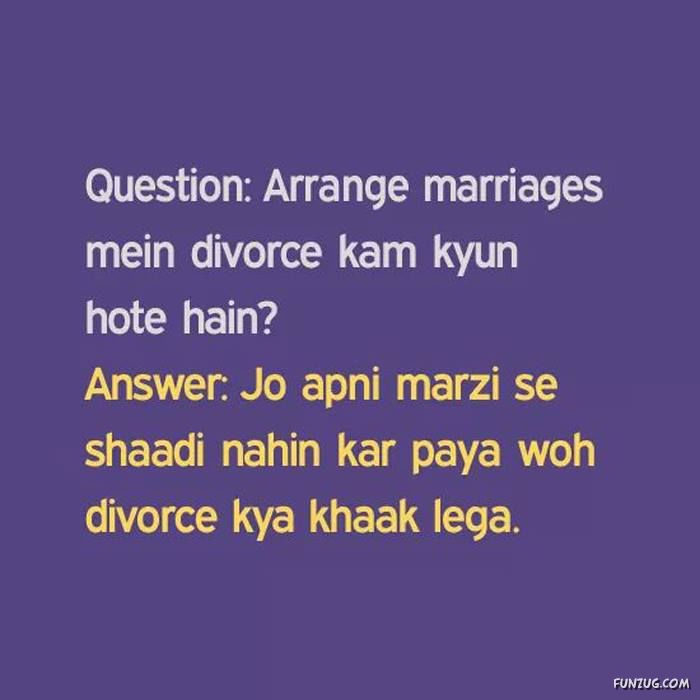 Question: Arrange marriages
mein divorce kam kyun
hote hain?
Answer: Jo apni marzi se
shaadi nahin kar paya woh
divorce kya khaak lega.
FUNZUG.COM